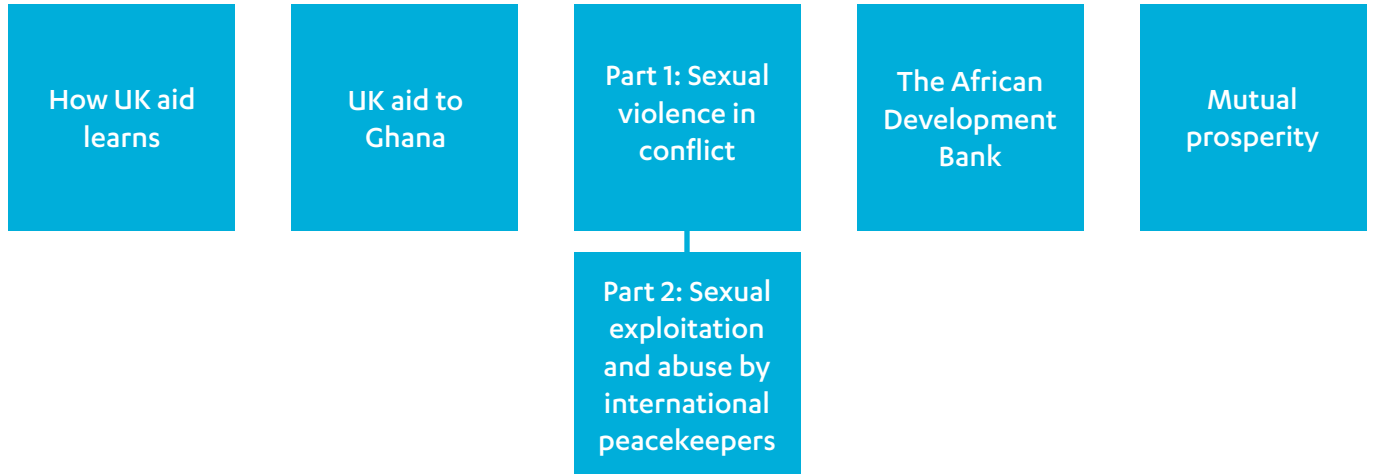 How UK aid
learns
UK aid to
Ghana
Part 1: Sexual
violence in
conflict
The African
Development
Bank
Mutual
prosperity
Part 2: Sexual
exploitation
and abuse by
international
peacekeepers